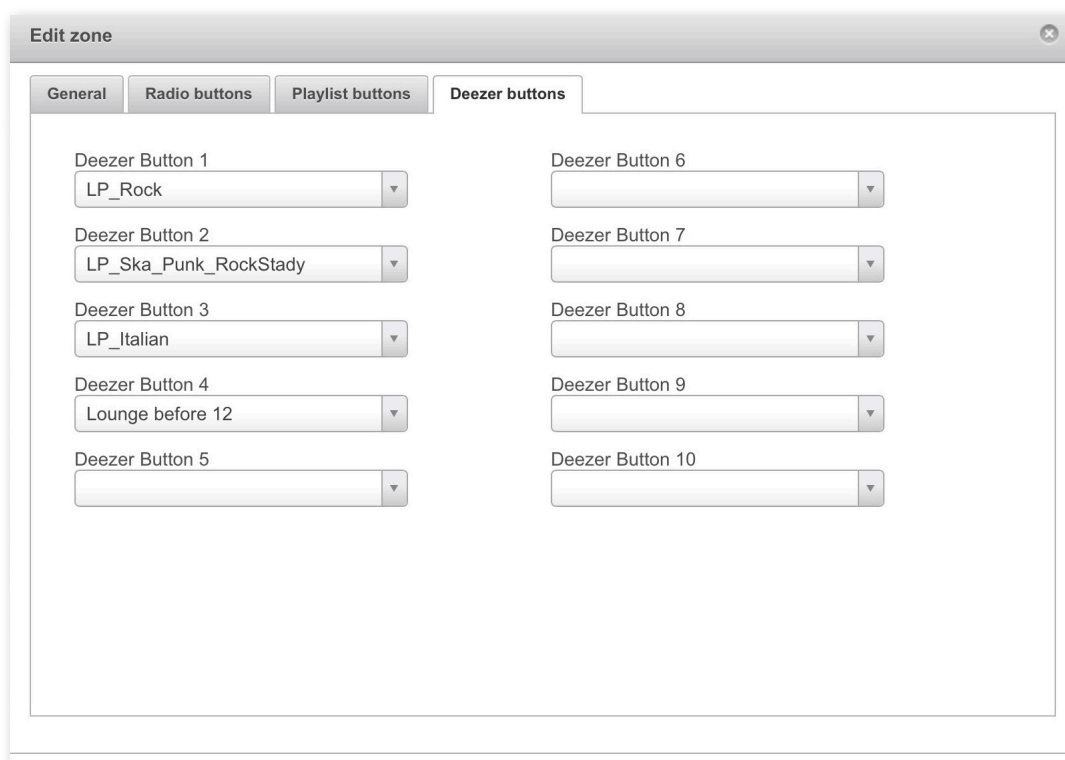 Edit zone
General
Radio buttons
Playlist buttons
Deezer buttons
Deezer Button 1
LP_Rock
Deezer Button 2
LP_Ska_Punk_RockStady
Deezer Button 3
LP_Italian
Deezer Button 4
Lounge before 12
Deezer Button 5
Deezer Button 6
Deezer Button 7
Deezer Button 8
Deezer Button 9
Deezer Button 10